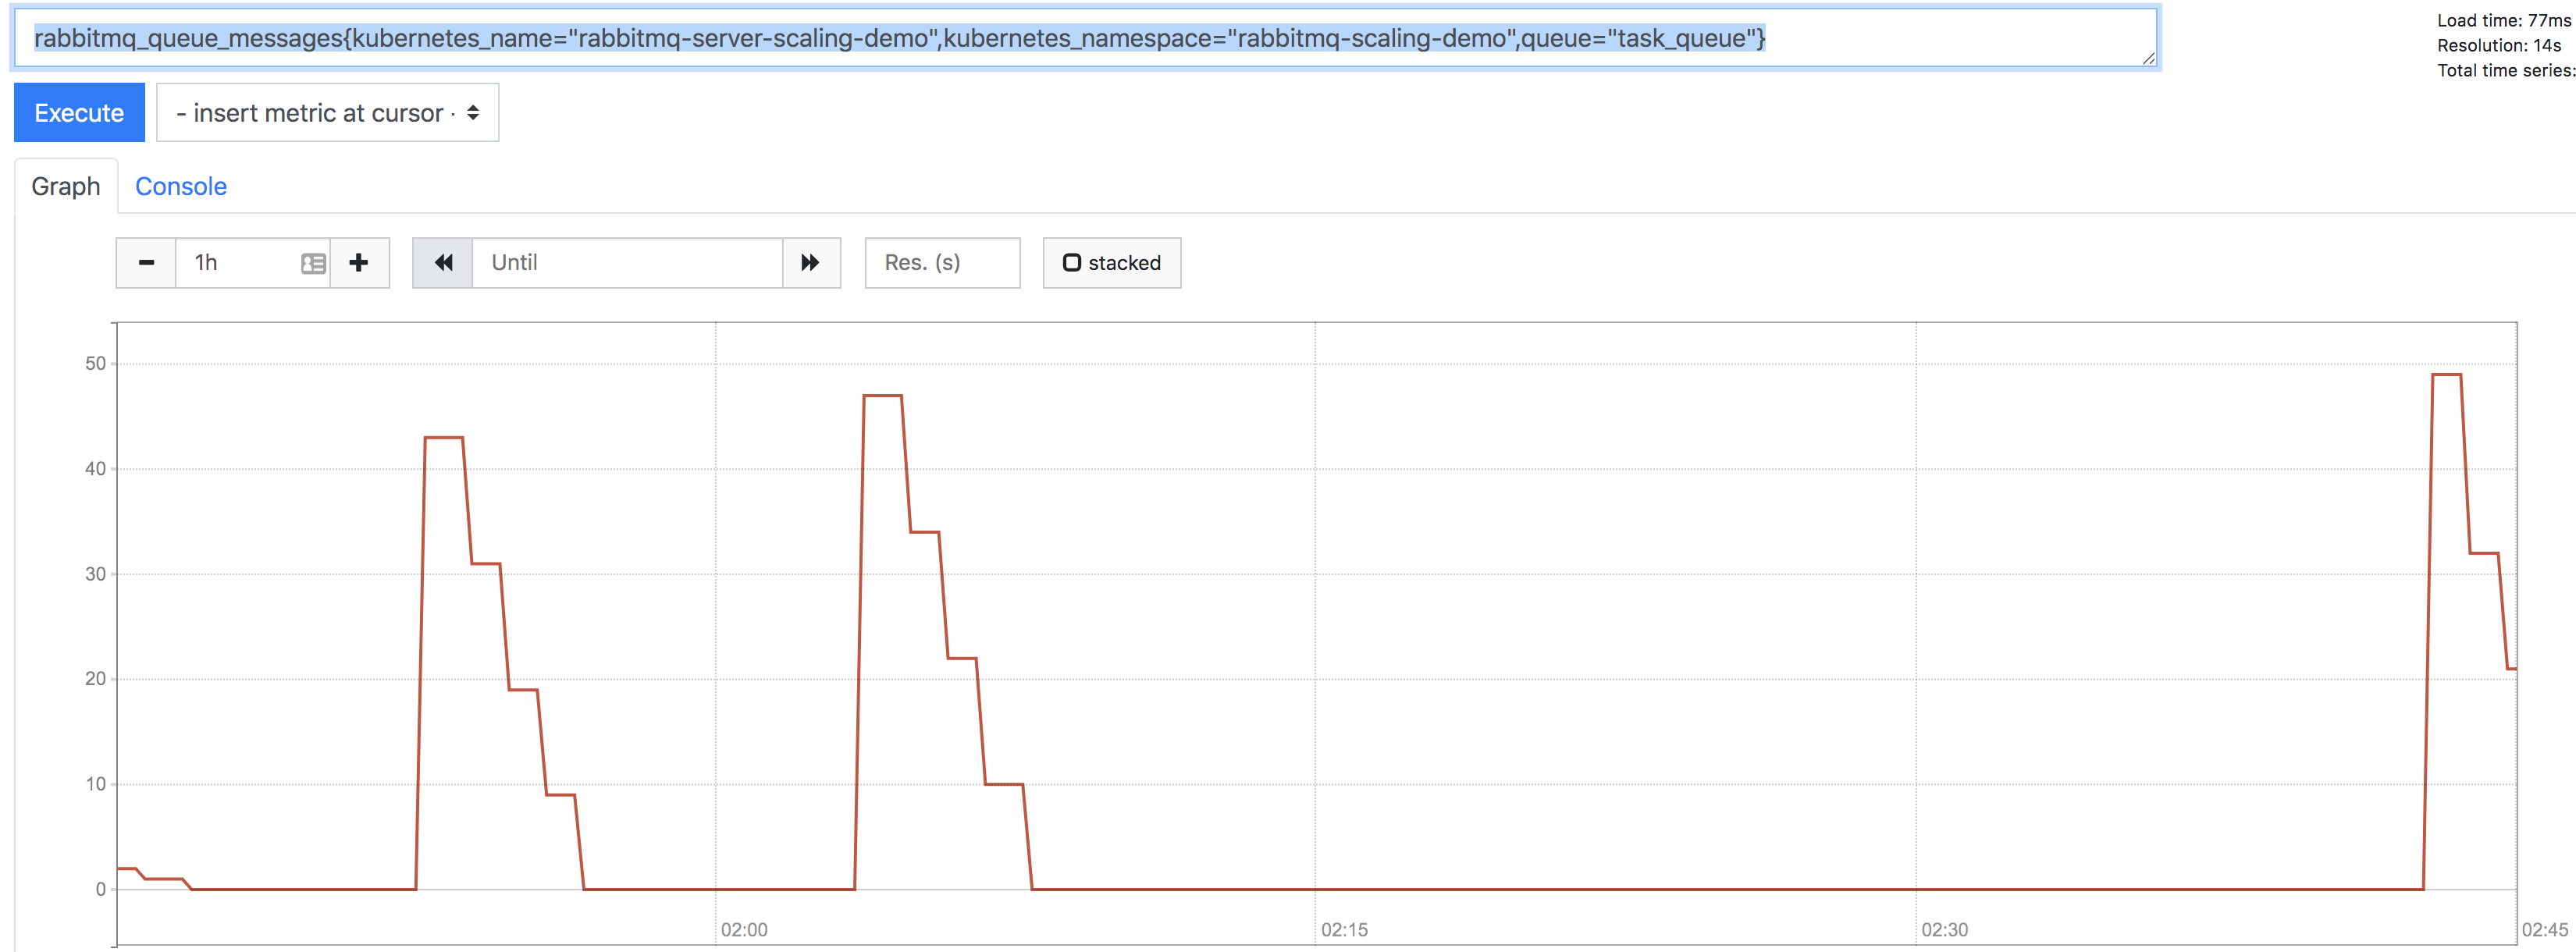 rabbitmq_queue_messages{kubernetes_name="rabbitmq-server-scaling-demo",kubernetes_namespace="rabbitmq-scaling-demo",queue="task_queue"}
Load time: 77ms
Resolution: 14s
Total time series:
Execute
- insert metric at cursor ·
Graph
Console
1h
Until
Res. (s)
stacked
50
40
30
20
10
0
02:00
02:15
02:30
02:45